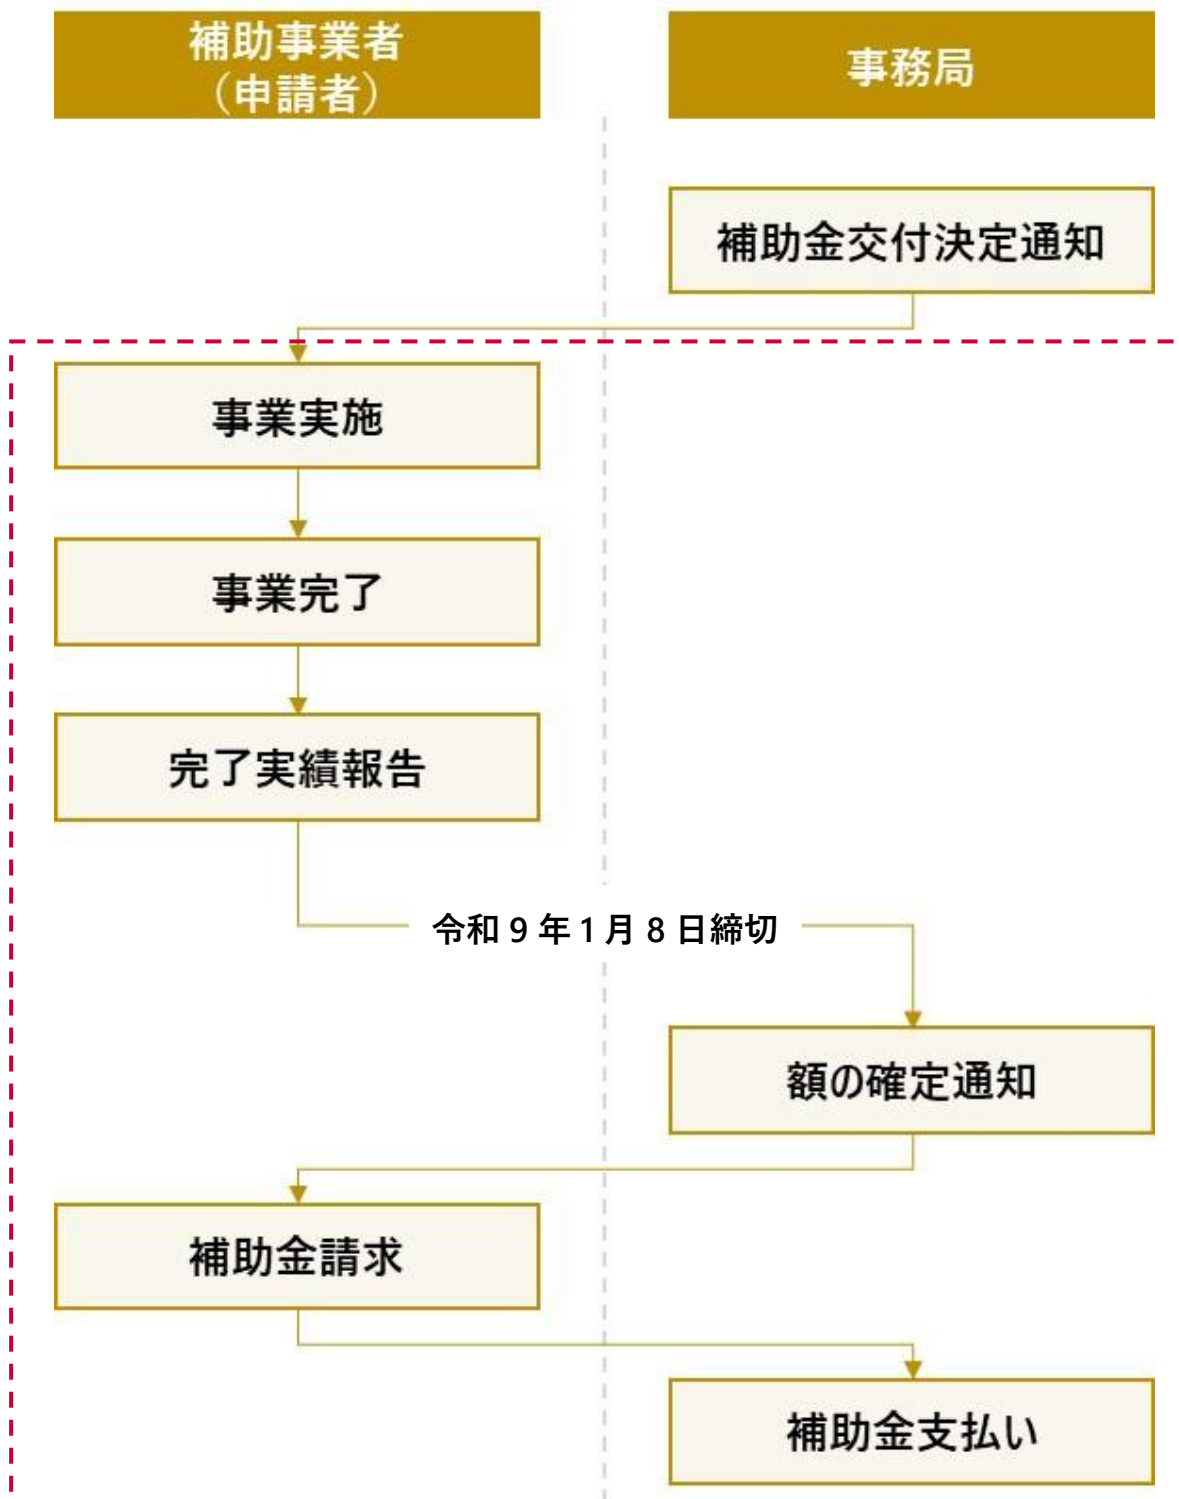 補助事業者
（申請者）
事務局
補助金交付決定通知
事業実施
事業完了
完了実績報告
令和 9 年 1 月 8 日締切
額の確定通知
補助金請求
補助金支払い